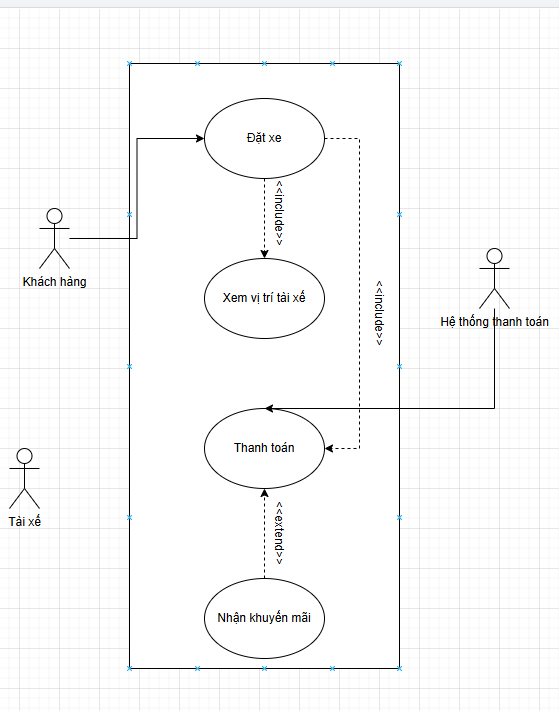 Đặt xe
<<include>>
Khách hàng
Xem vị trí tài xế
<<include>>
Hệ thống thanh toán
Thanh toán
Tài xế
<<extend>>
Nhận khuyến mãi